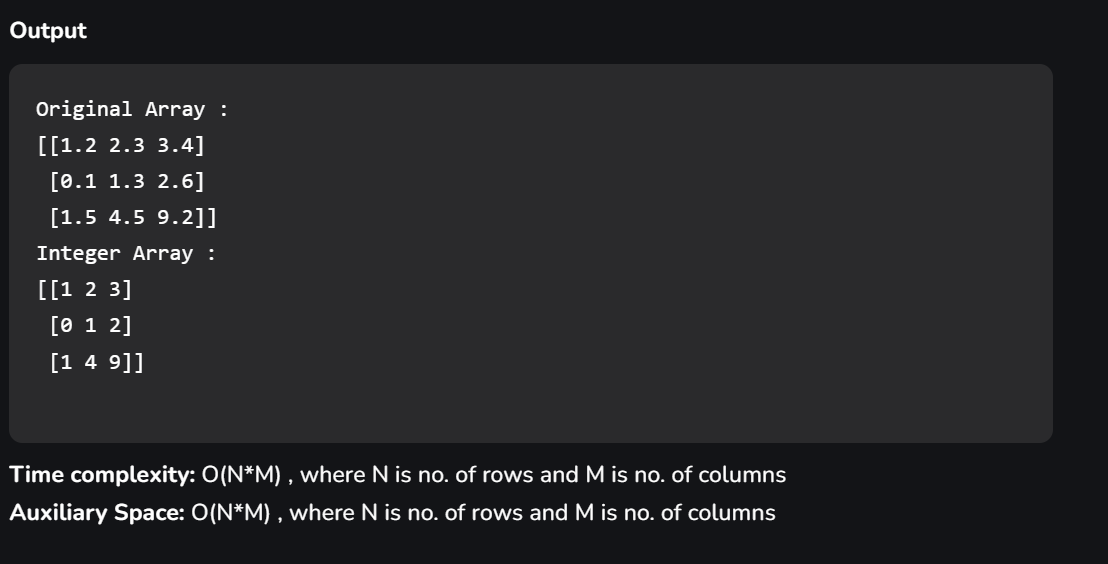 Output
Original Array :
[[1.2 2.3 3.4]
 [0.1 1.3 2.6]
 [1.5 4.5 9.2]]
Integer Array :
[[1 2 3]
 [0 1 2]
 [1 4 9]]
Time complexity: O(N*M) , where N is no. of rows and M is no. of columns
Auxiliary Space: O(N*M) , where N is no. of rows and M is no. of columns